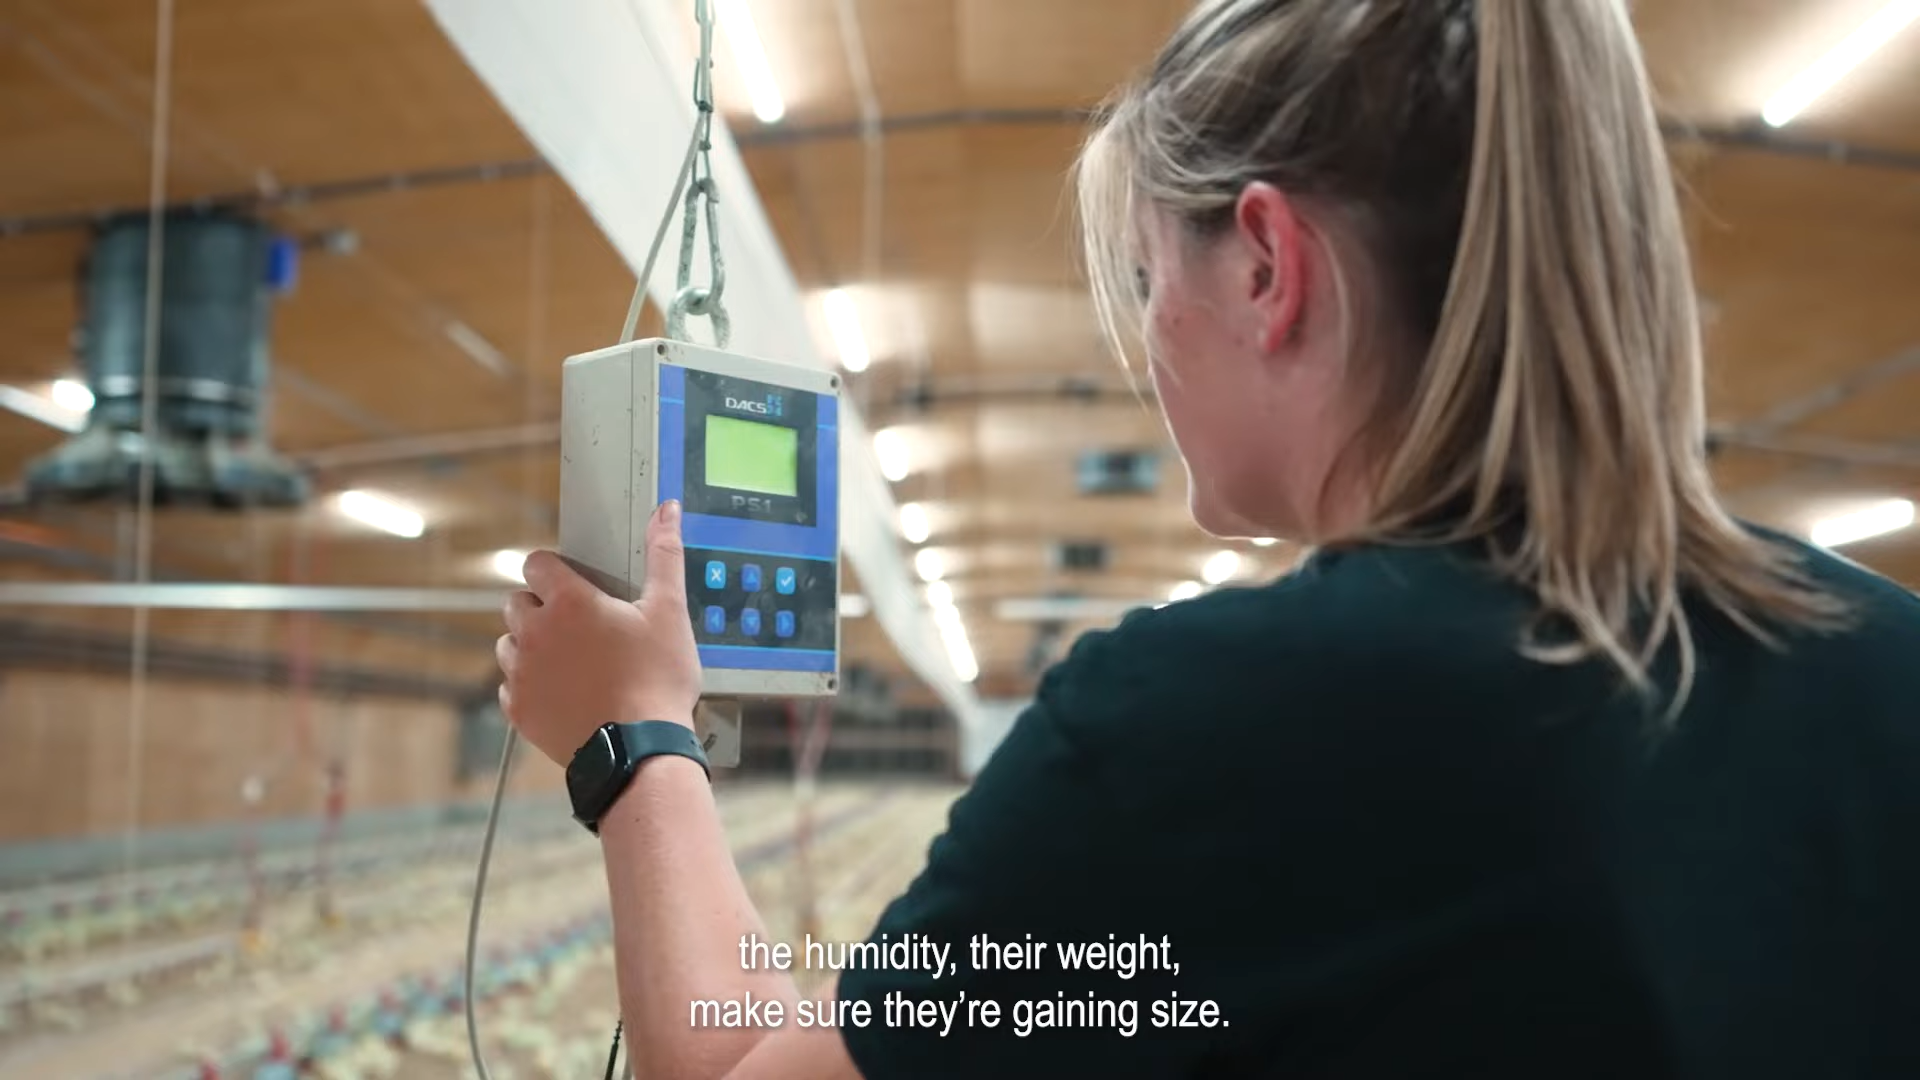 DACS
PS1
the humidity, their weight,
make sure they're gaining size.